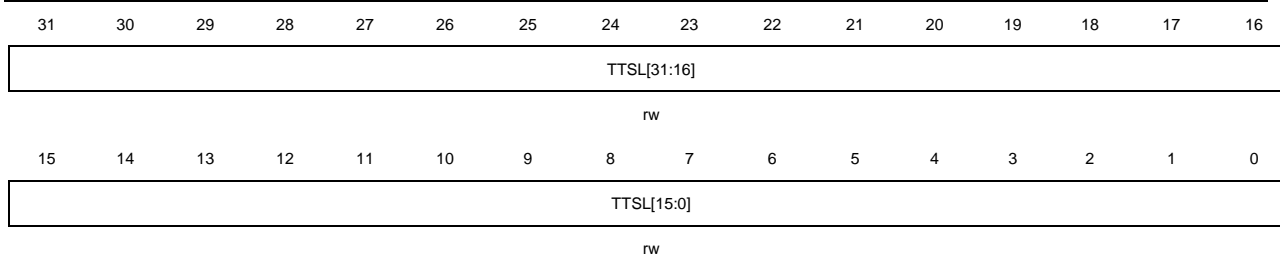 31 30 29 28 27 26 25 24 23 22 21 20 19 18 17 16
TTSL[31:16]
rw
15 14 13 12 11 10 9 8 7 6 5 4 3 2 1 0
TTSL[15:0]
rw